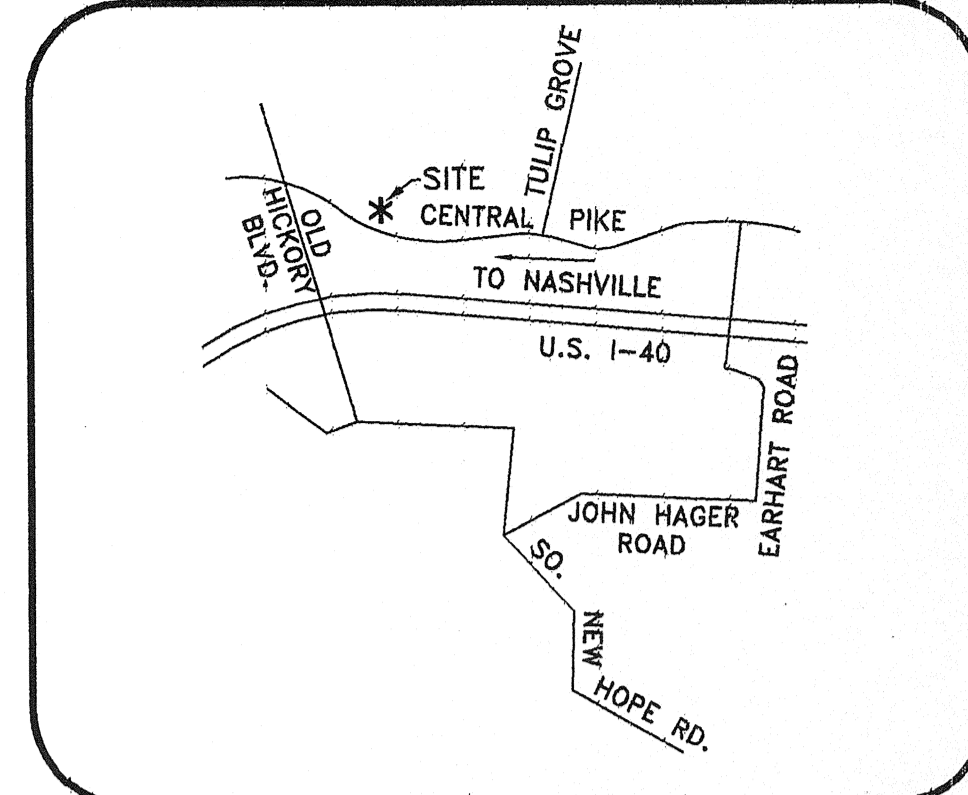 TULIP GROVE
SITE
CENTRAL PIKE
OLD
HICKORY
BLVD.
TO NASHVILLE
U.S. I-40
EARHART ROAD
JOHN HAGER
ROAD
SO.
NEW
HOPE RD.